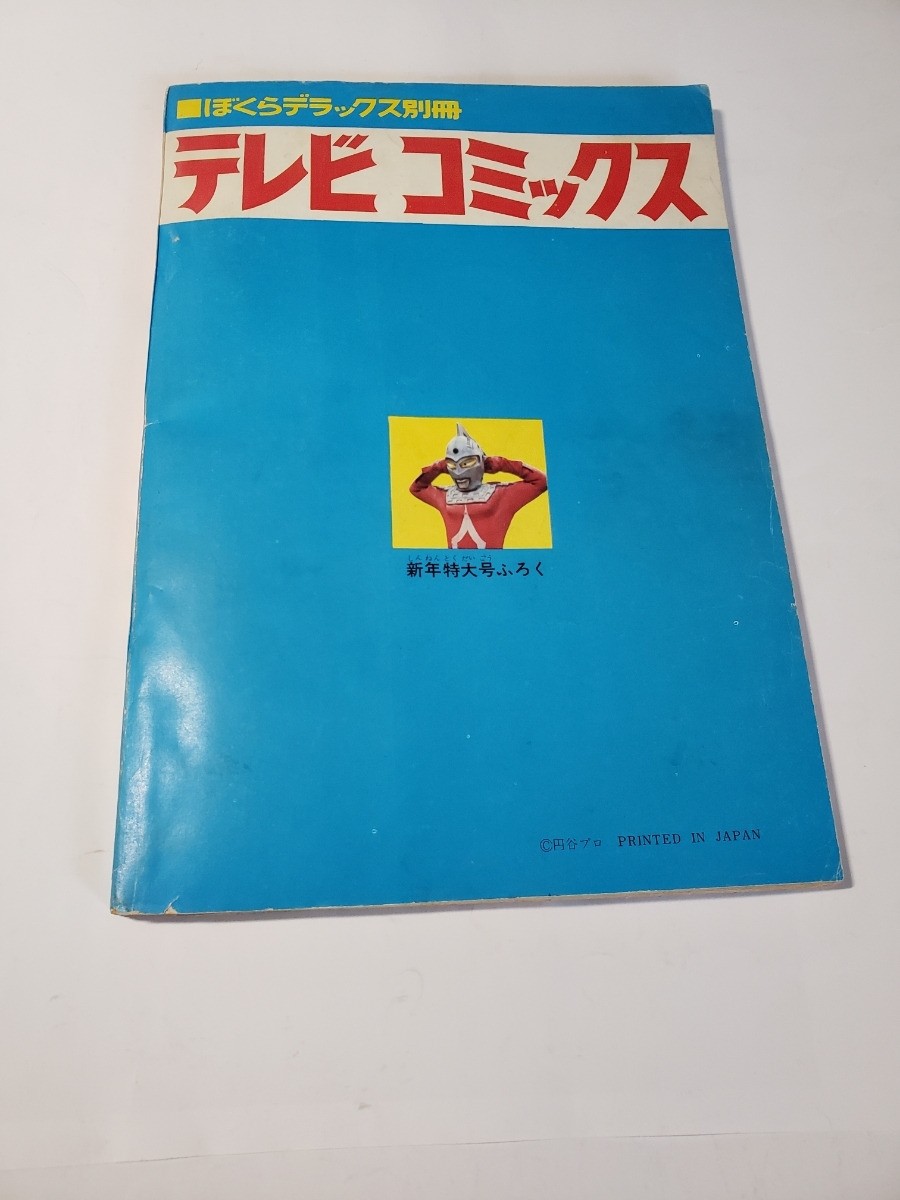 ■ぼくらデラックス別冊
テレビ コミックス
しんねんとくだいごう
新年特大号ふろく
©円谷プロ PRINTED IN JAPAN